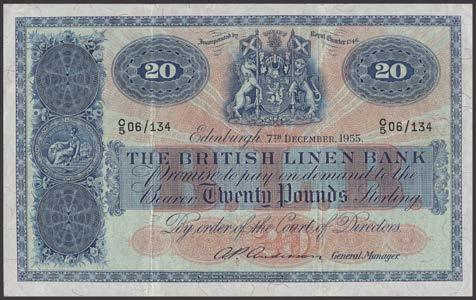 Incorporated by Royal Charter 1746.
20 20
C/5 06/134 C/5 06/134
Edinburgh, 7TH DECEMBER, 1955.
THE BRITISH LINEN BANK
Promise to pay on demand to the
Bearer Twenty Pounds Sterling
By order of the Court of Directors.
General Manager.